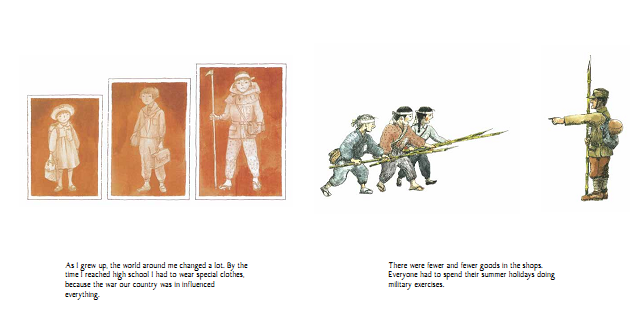 As I grew up, the world around me changed a lot. By the
time I reached high school I had to wear special clothes,
because the war our country was in influenced
everything.
There were fewer and fewer goods in the shops.
Everyone had to spend their summer holidays doing
military exercises.